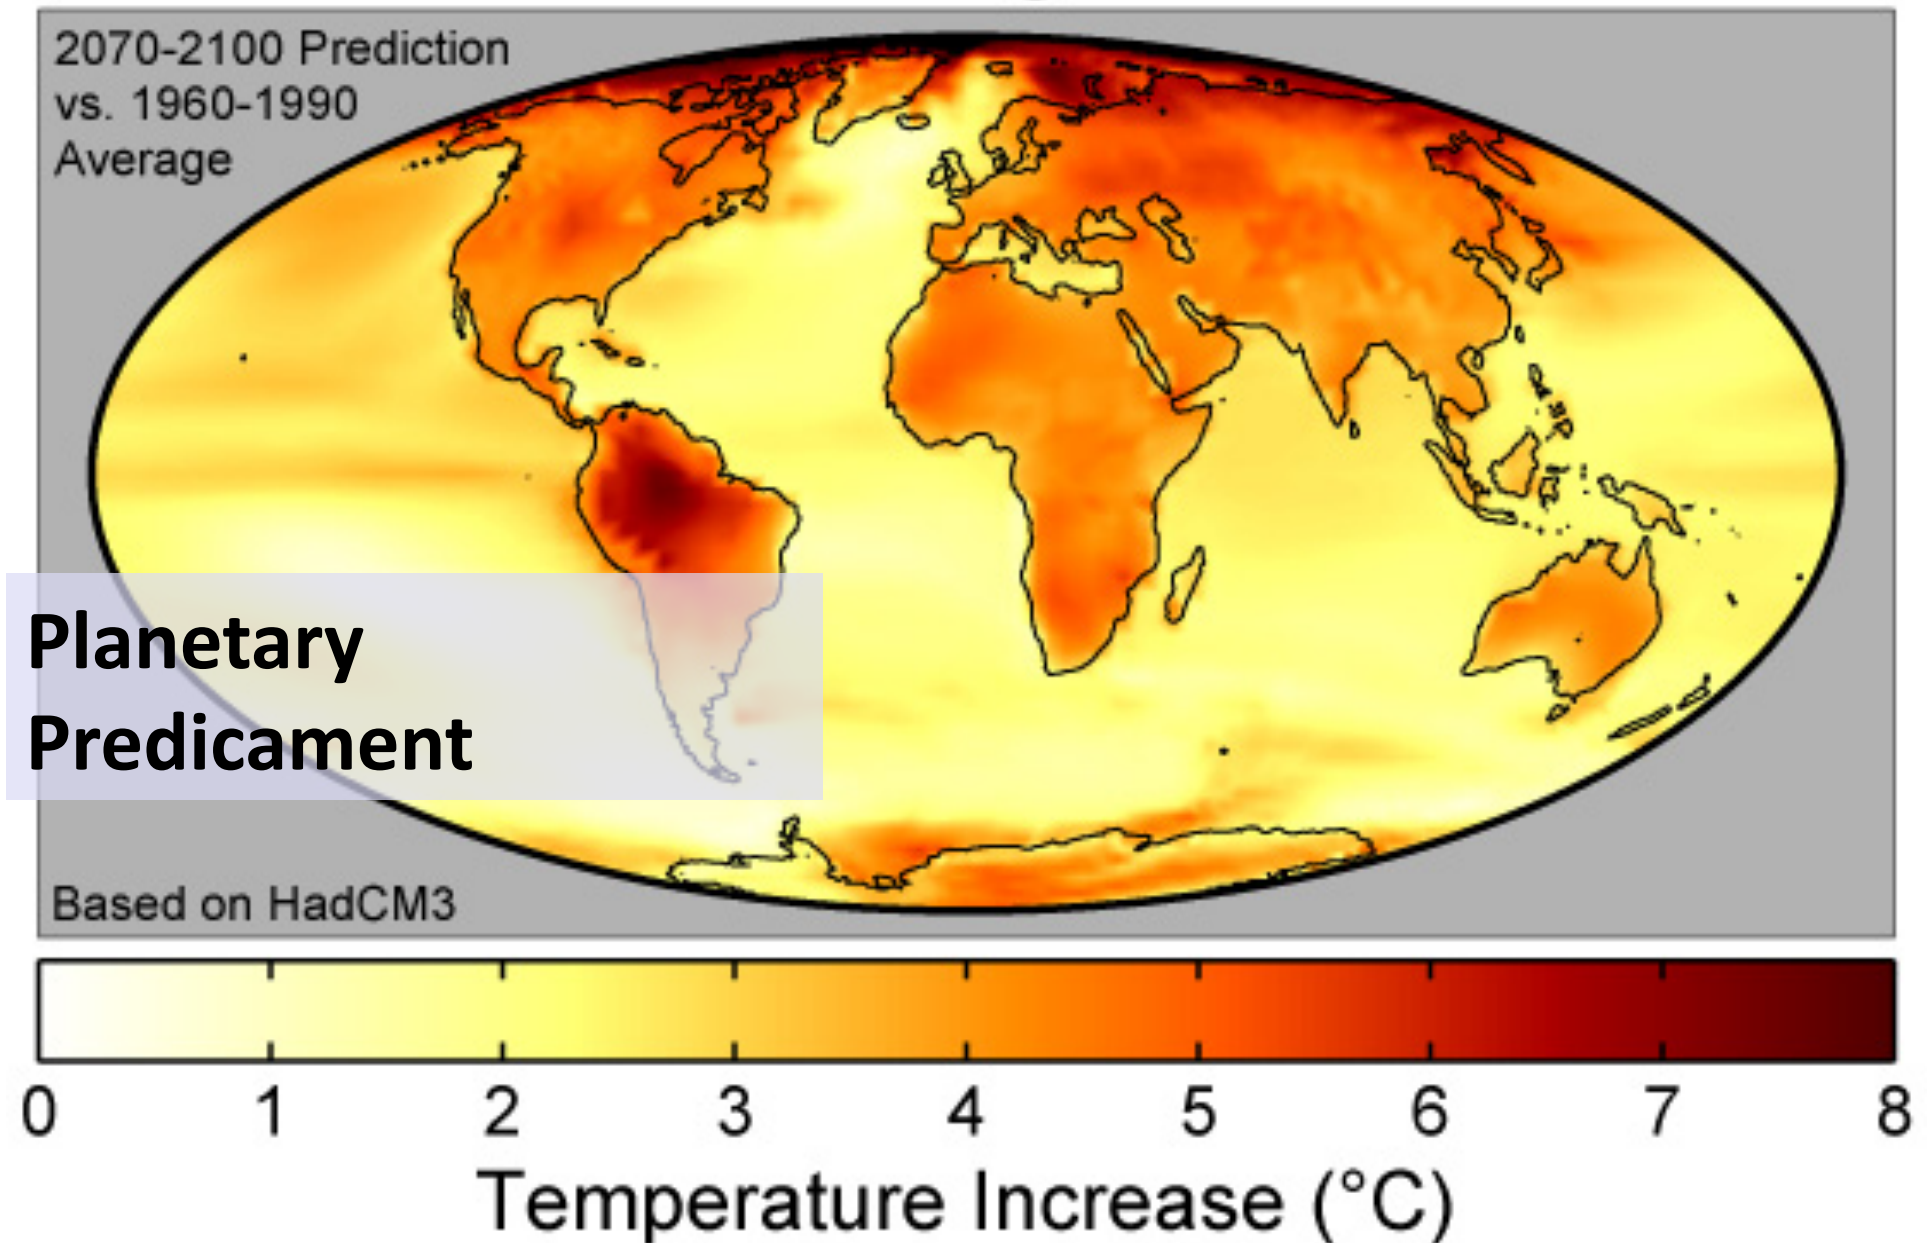 2070-2100 Prediction
vs. 1960-1990
Average
Planetary
Predicament
Based on HadCM3
0 1 2 3 4 5 6 7 8
Temperature Increase (°C)